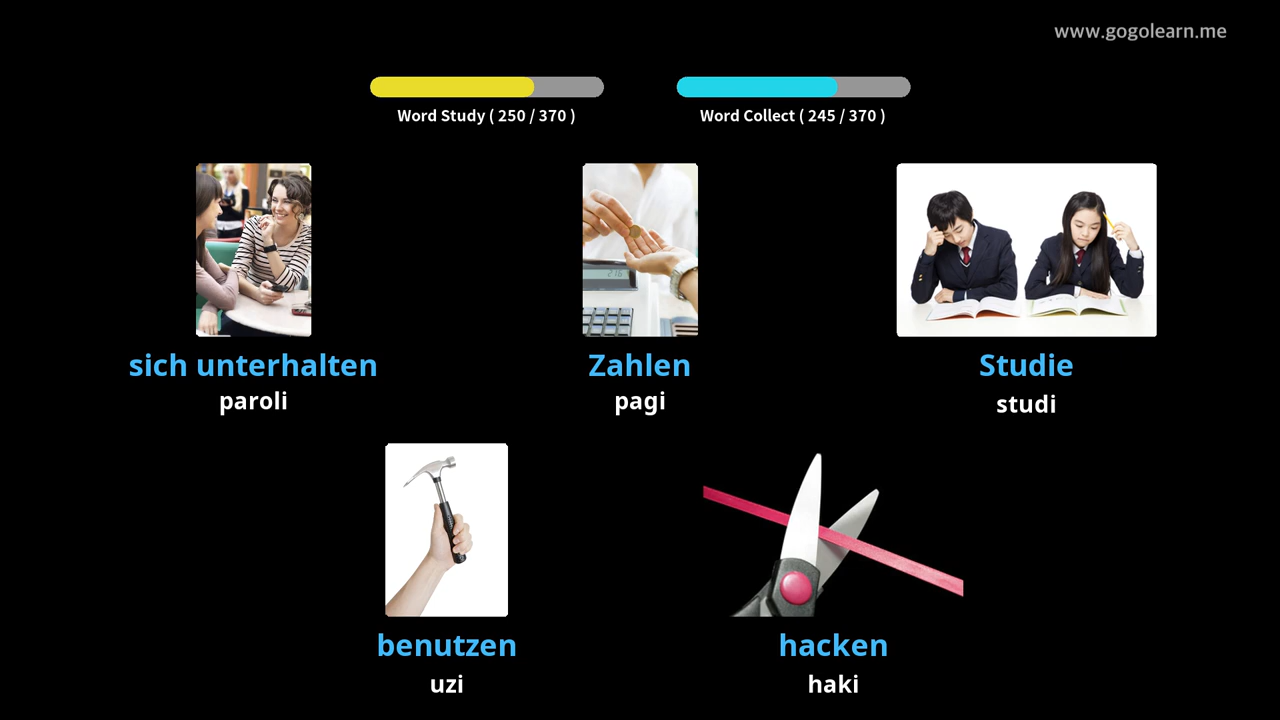 www.gogolearn.me
Word Study ( 250 / 370 )
Word Collect ( 245 / 370 )
sich unterhalten
paroli
Zahlen
pagi
Studie
studi
benutzen
uzi
hacken
haki